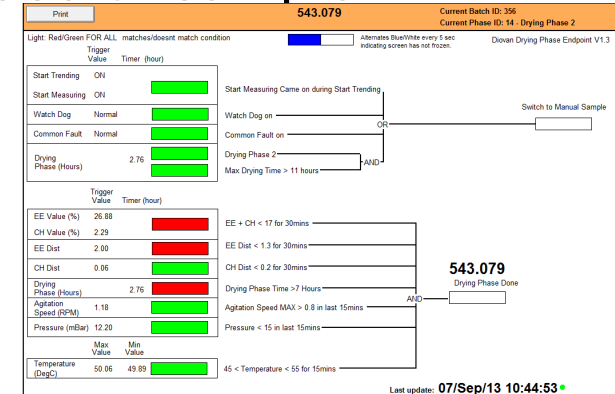 Print
543.079
Current Batch ID: 356
Current Phase ID: 14 - Drying Phase 2
Light: Red/Green FOR ALL matches/doesnt match condition
Alternates Blue/White every 5 sec
indicating screen has not frozen.
Diovan Drying Phase Endpoint V1.3
Trigger
Value Timer (hour)
Start Trending ON
Start Measuring ON
Start Measuring Came on during Start Trending
Switch to Manual Sample
Watch Dog Normal
Watch Dog on
OR
Common Fault Normal
Common Fault on
Drying
Phase (Hours) 2.76
Drying Phase 2
AND
Max Drying Time > 11 hours
Trigger
Value Timer (hour)
EE Value (%) 26.88
CH Value (%) 2.29
EE + CH < 17 for 30mins
EE Dist 2.00
EE Dist < 1.3 for 30mins
CH Dist 0.06
CH Dist < 0.2 for 30mins
543.079
Drying Phase Done
Drying
Phase (Hours) 2.76
Drying Phase Time >7 Hours
AND
Agitation
Speed (RPM) 1.18
Agitation Speed MAX > 0.8 in last 15mins
Pressure (mBar) 12.20
Pressure < 15 in last 15mins
Max
Value
Min
Value
Temperature
(DegC) 50.06 49.89
45 < Temperature < 55 for 15mins
Last update: 07/Sep/13 10:44:53